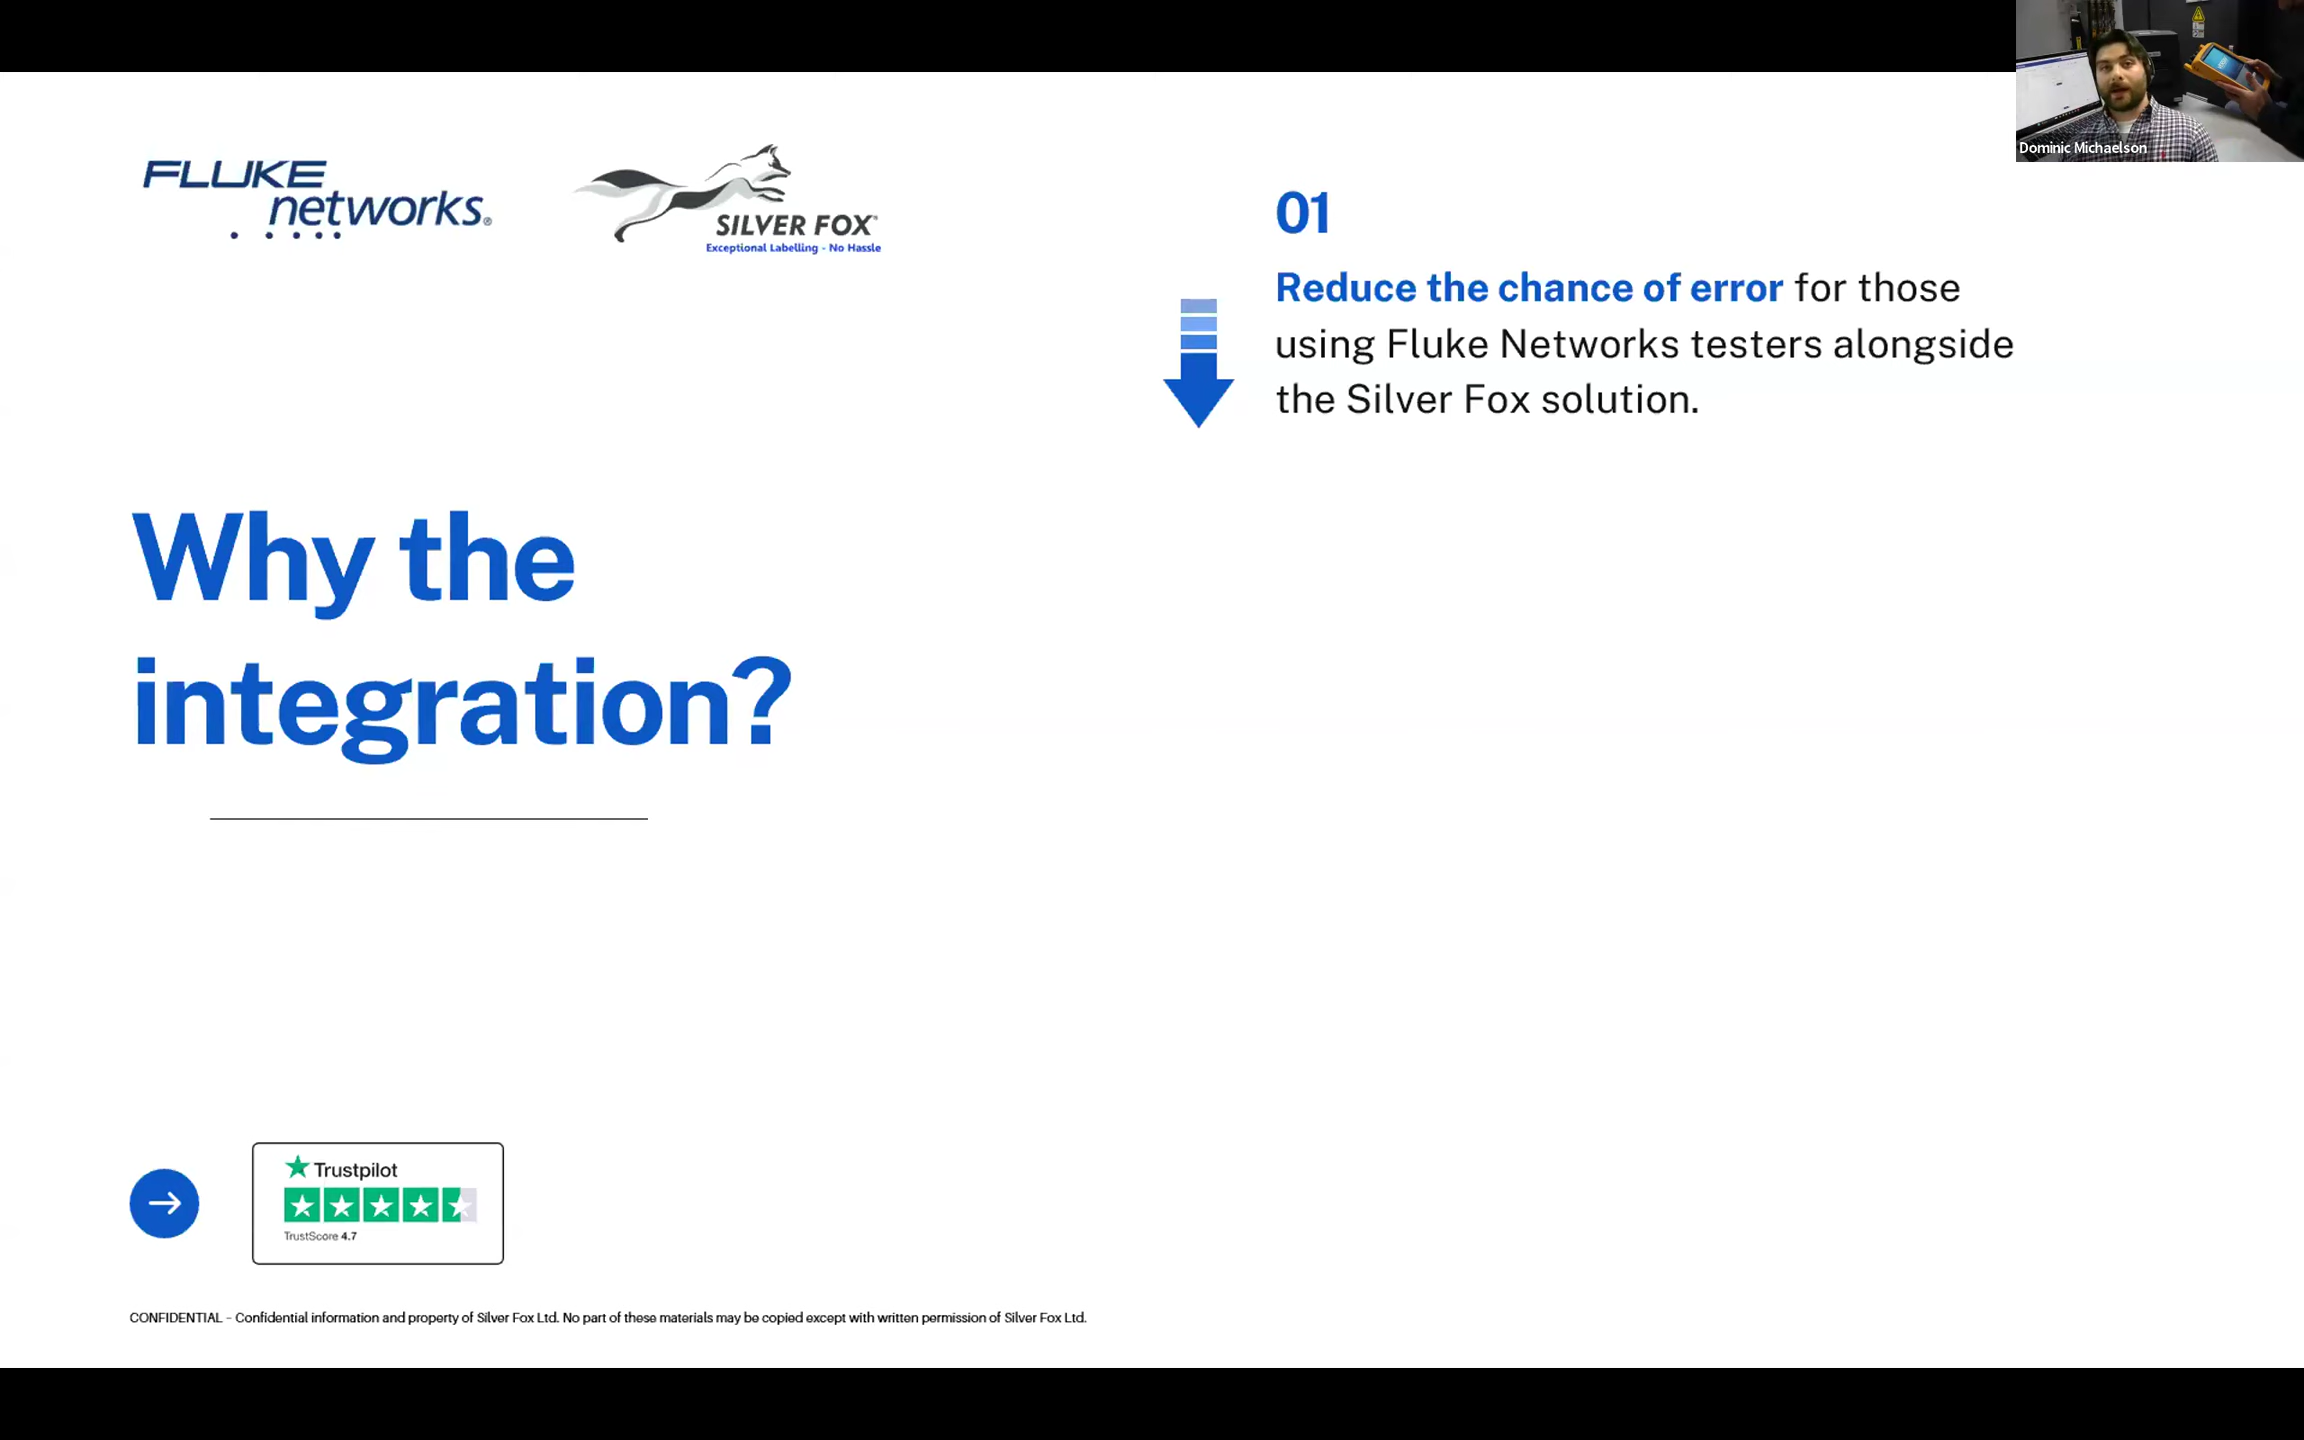 FLUKE
networks®
SILVER FOX®
Exceptional Labelling - No Hassle
Dominic Michaelson
01
Reduce the chance of error for those
using Fluke Networks testers alongside
the Silver Fox solution.
Why the
integration?
Trustpilot
TrustScore 4.7
CONFIDENTIAL – Confidential information and property of Silver Fox Ltd. No part of these materials may be copied except with written permission of Silver Fox Ltd.